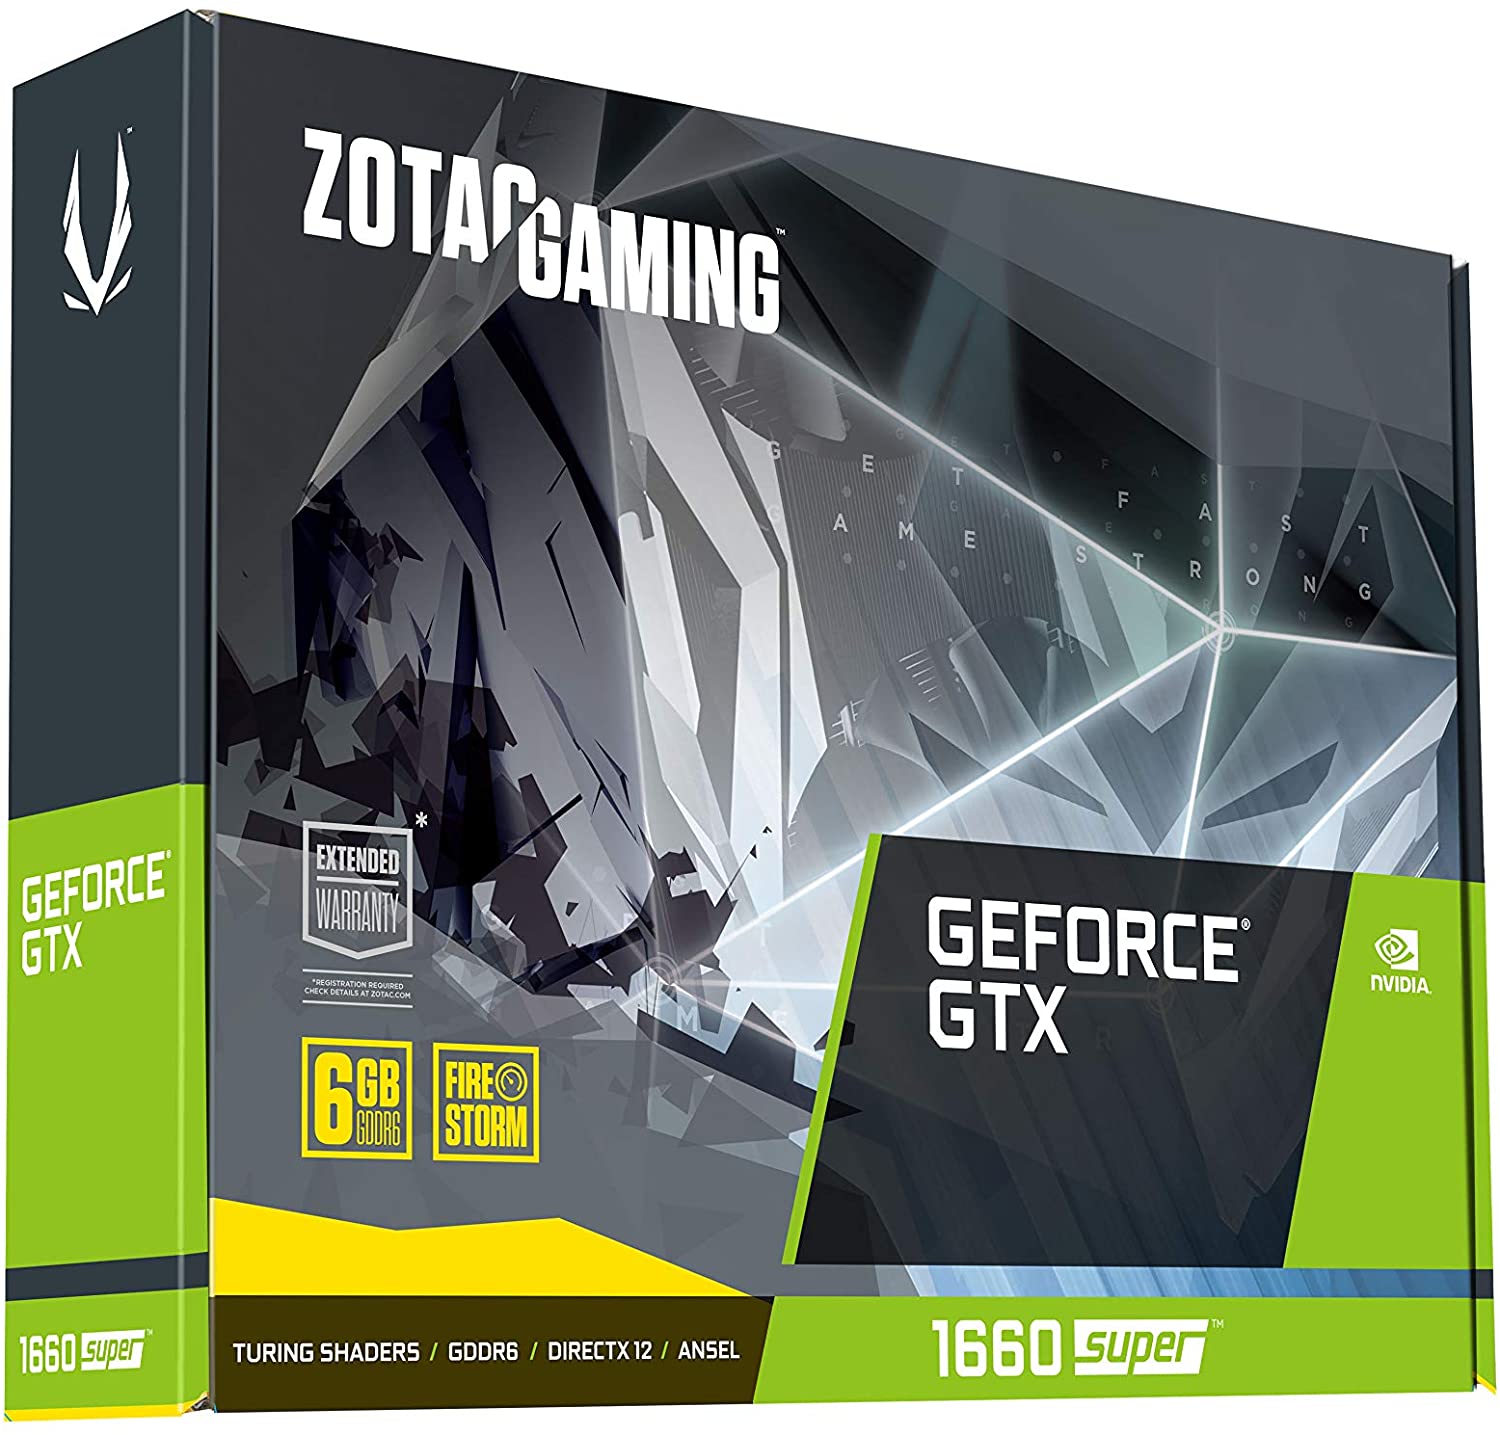 ZOTAC GAMING™
G E T F A S T
G A M E S T R O N G
EXTENDED *
WARRANTY
*REGISTRATION REQUIRED
CHECK DETAILS AT ZOTAC.COM
6GB
GDDR6
FIRE
STORM
GEFORCE®
GTX
NVIDIA.
TURING SHADERS / GDDR6 / DIRECTX 12 / ANSEL
1660 SUPER™
GEFORCE®
GTX
1660 SUPER™